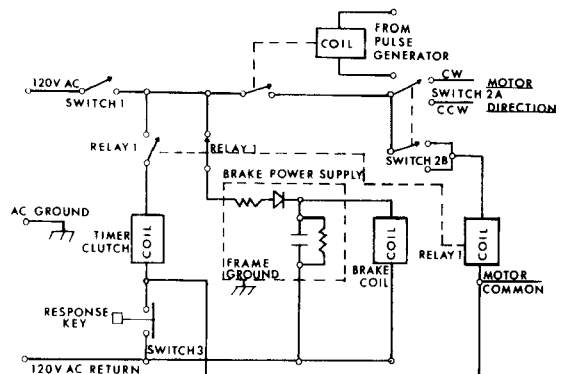 FROM
PULSE
GENERATOR
COIL
120V AC
SWITCH 1
CW
SWITCH 2A
CCW
MOTOR
DIRECTION
RELAY 1
RELAY 1
SWITCH 2B
BRAKE POWER SUPPLY
AC GROUND
TIMER
CLUTCH
COIL
FRAME
GROUND
COIL
BRAKE
COIL
RELAY 1
COIL
MOTOR
COMMON
RESPONSE
KEY
SWITCH 3
120V AC RETURN